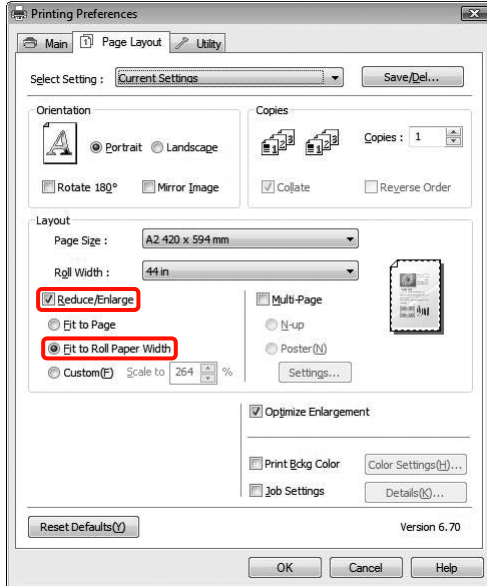 Printing Preferences
Main Page Layout Utility
Select Setting : Current Settings Save/Del...
Orientation Copies
Portrait Landscape Copies : 1
Rotate 180° Mirror Image Collate Reverse Order
Layout
Page Size : A2 420 x 594 mm
Roll Width : 44 in
Reduce/Enlarge Multi-Page
Fit to Page N-up
Fit to Roll Paper Width Poster(N)
Custom(F) Scale to 264 % Settings...
Optimize Enlargement
Print Bckg Color Color Settings(H)...
Job Settings Details(K)...
Reset Defaults(Y) Version 6.70
OK Cancel Help